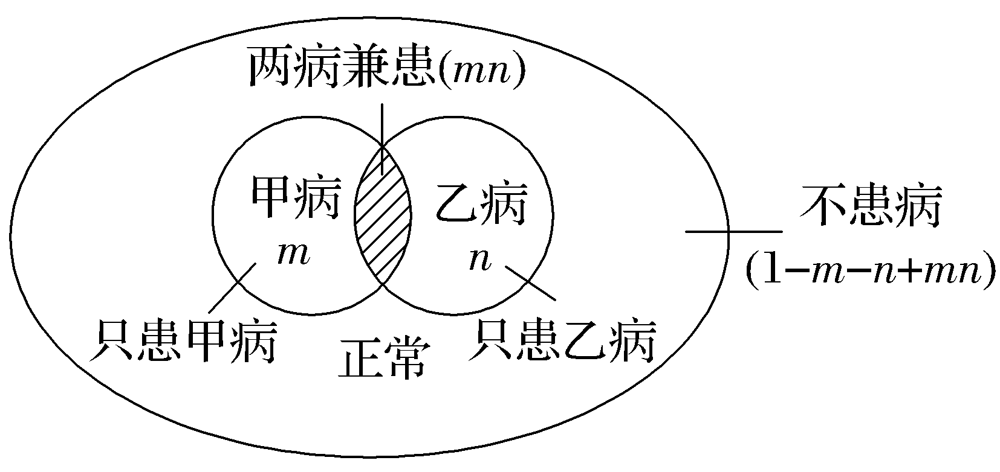 两病兼患(mn)
甲病
m
乙病
n
不患病
(1-m-n+mn)
只患甲病
正常
只患乙病